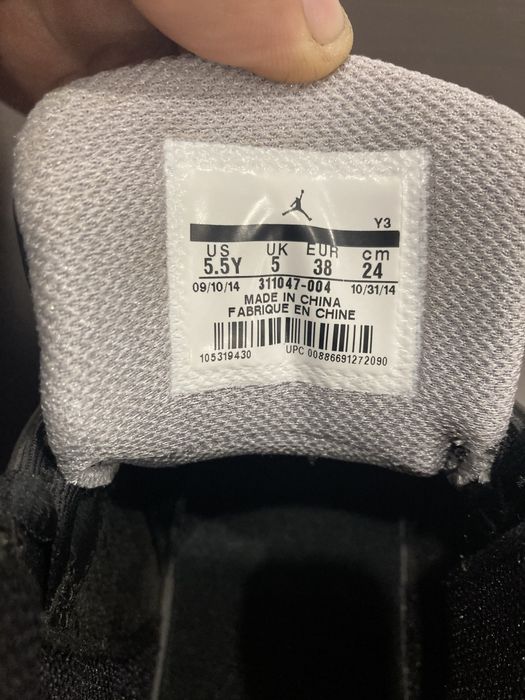 Y3
US UK EUR cm
5.5Y 5 38 24
09/10/14 311047-004 10/31/14
MADE IN CHINA
FABRIQUE EN CHINE
105319430 UPC 00886691272090